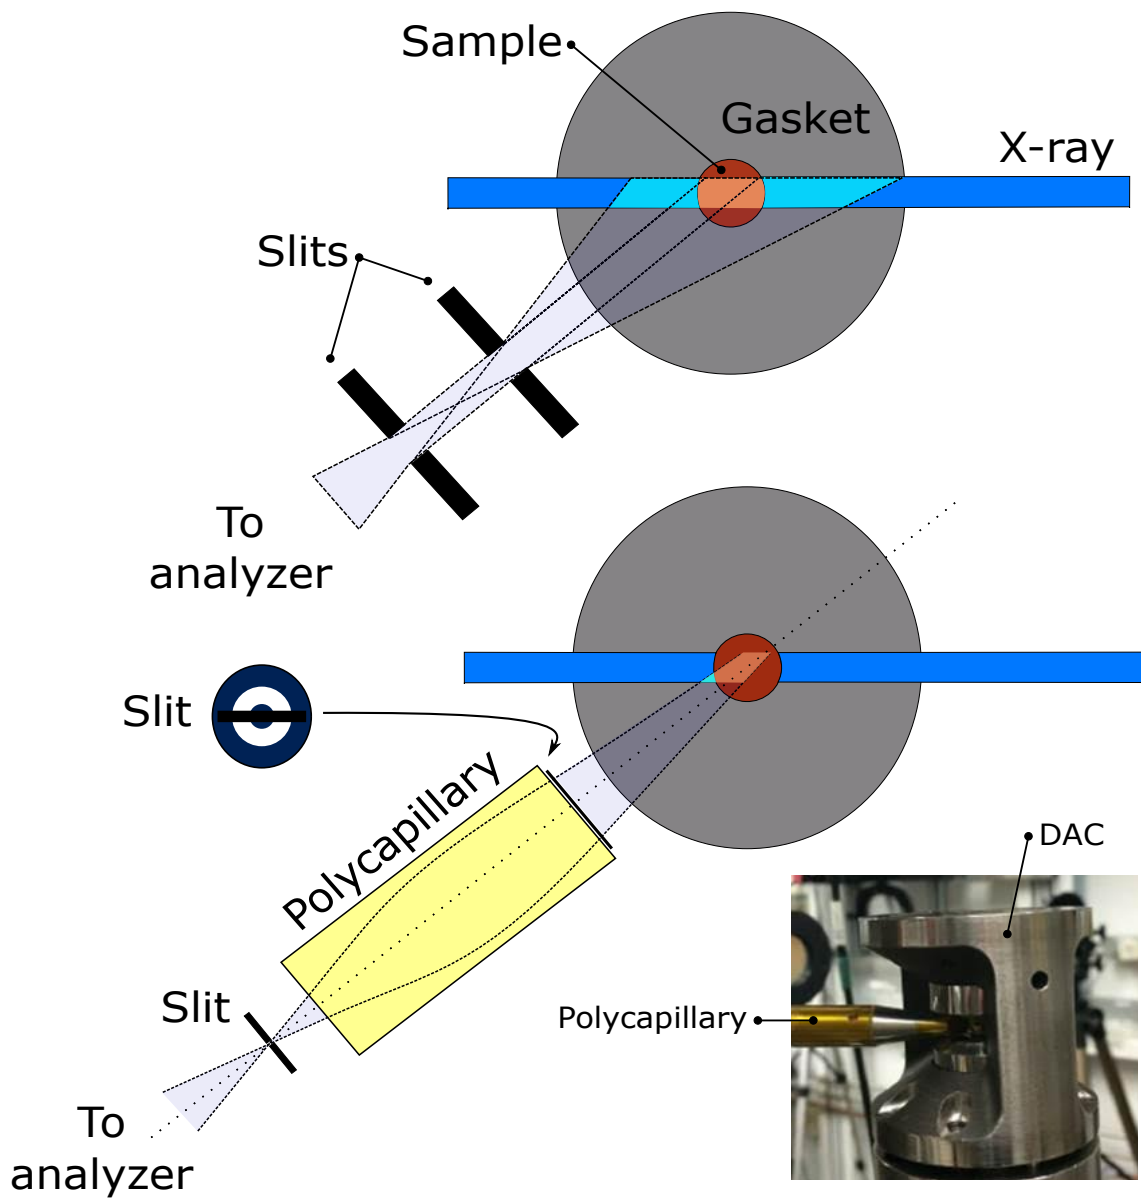 Sample
Gasket
X-ray
Slits
To
analyzer
Slit
Polycapillary
DAC
Slit
Polycapillary
To
analyzer